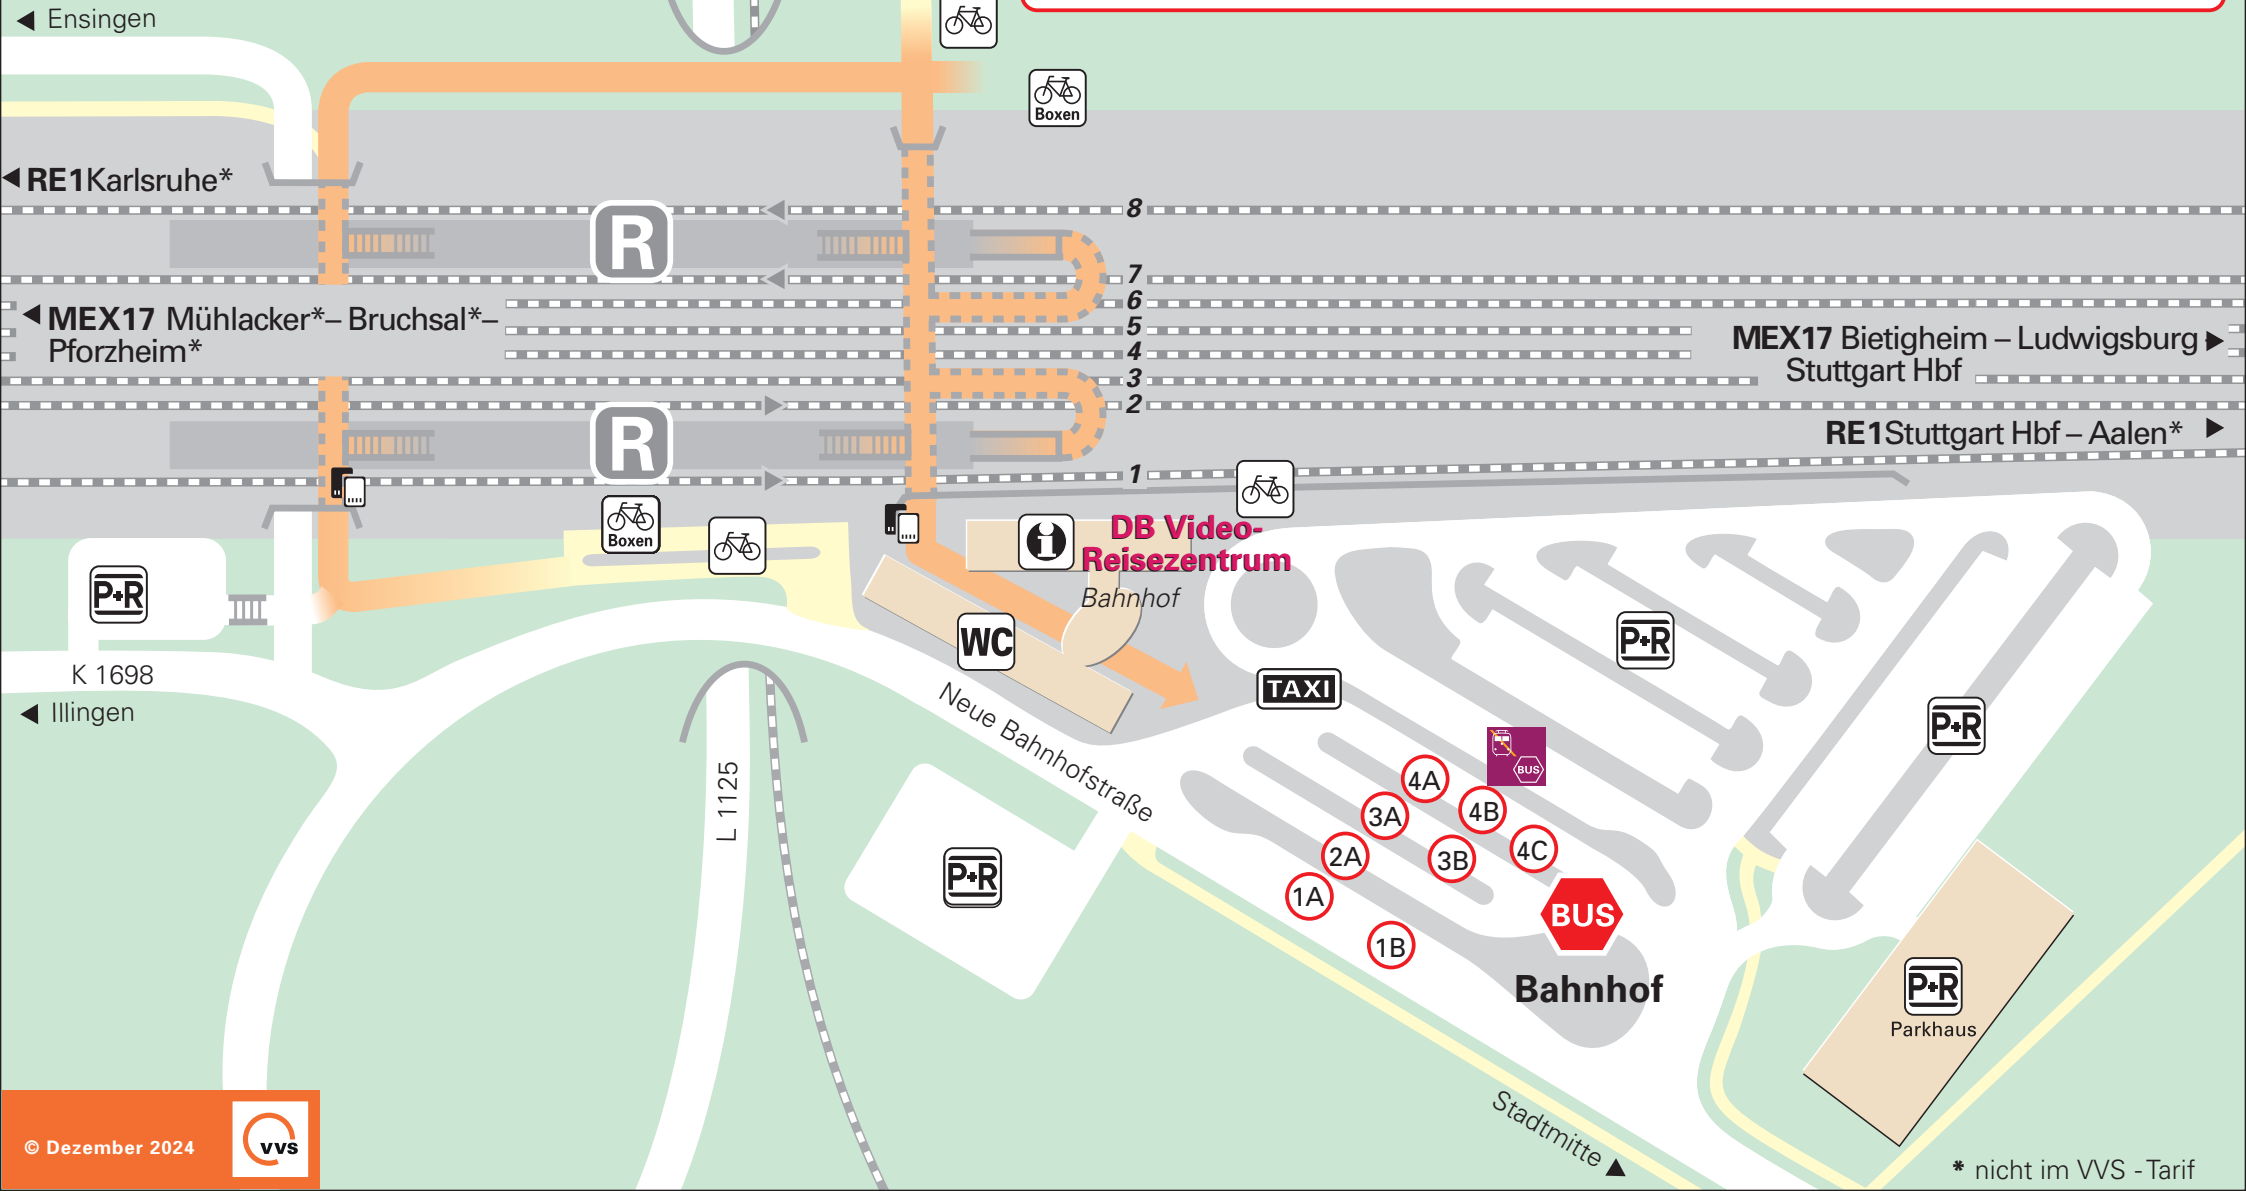 Ensingen
Boxen
RE1 Karlsruhe*
8
R
7
6
MEX17 Mühlacker*– Bruchsal*–
Pforzheim*
5
4
MEX17 Bietigheim – Ludwigsburg
Stuttgart Hbf
3
2
R
RE1 Stuttgart Hbf – Aalen*
1
Boxen
i
DB Video-
Reisezentrum
Bahnhof
P+R
WC
P+R
K 1698
Illingen
TAXI
Neue Bahnhofstraße
P+R
L 1125
BUS
4A
4B
3A
4C
2A
3B
1A
1B
P+R
BUS
Bahnhof
P+R
Parkhaus
Stadtmitte
© Dezember 2024
vvs
* nicht im VVS - Tarif